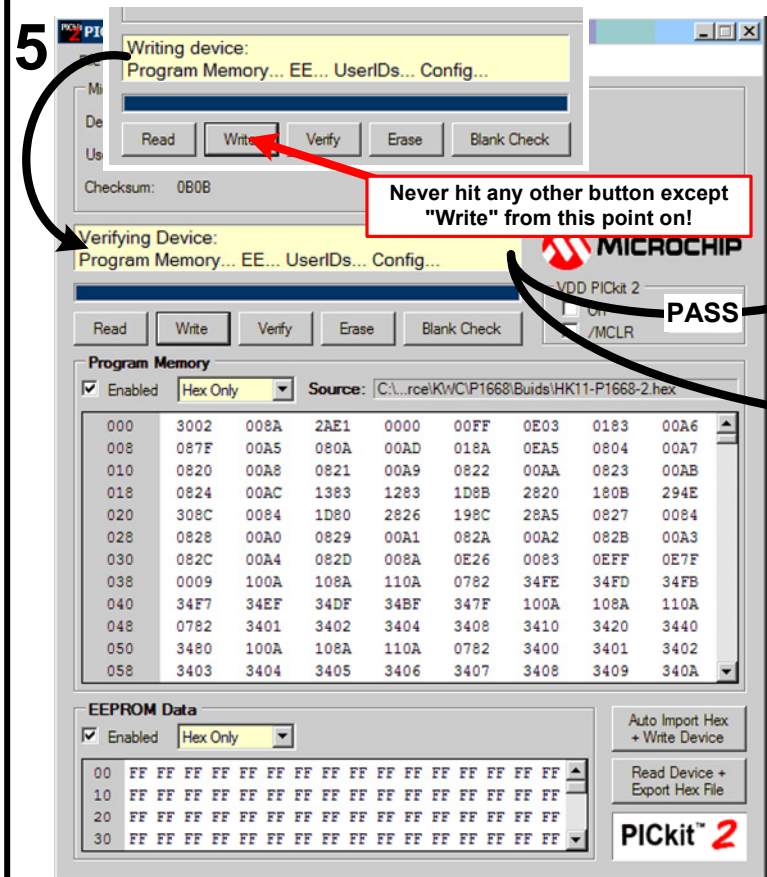 5
PI
Writing device:
Program Memory... EE... UserIDs... Config...
Mi
De
Us
Read Write Verify Erase Blank Check
Checksum: 0B0B
Never hit any other button except
"Write" from this point on!
Verifying Device:
Program Memory... EE... UserIDs... Config...
MICROCHIP
VDD PICkit 2
On
PASS
/MCLR
Read Write Verify Erase Blank Check
Program Memory
Enabled Hex Only Source: C:\...rce\KWC\P1668\Buids\HK11-P1668-2.hex
000 3002 008A 2AE1 0000 00FF 0E03 0183 00A6
008 087F 00A5 080A 00AD 018A 0EA5 0804 00A7
010 0820 00A8 0821 00A9 0822 00AA 0823 00AB
018 0824 00AC 1383 1283 1D8B 2820 180B 294E
020 308C 0084 1D80 2826 198C 28A5 0827 0084
028 0828 00A0 0829 00A1 082A 00A2 082B 00A3
030 082C 00A4 082D 008A 0E26 0083 0EFF 0E7F
038 0009 100A 108A 110A 0782 34FE 34FD 34FB
040 34F7 34EF 34DF 34BF 347F 100A 108A 110A
048 0782 3401 3402 3404 3408 3410 3420 3440
050 3480 100A 108A 110A 0782 3400 3401 3402
058 3403 3404 3405 3406 3407 3408 3409 340A
EEPROM Data
Enabled Hex Only
Auto Import Hex
+ Write Device
00 FF FF FF FF FF FF FF FF FF FF FF FF FF FF FF FF
10 FF FF FF FF FF FF FF FF FF FF FF FF FF FF FF FF
20 FF FF FF FF FF FF FF FF FF FF FF FF FF FF FF FF
30 FF FF FF FF FF FF FF FF FF FF FF FF FF FF FF FF
Read Device +
Export Hex File
PICkit™ 2